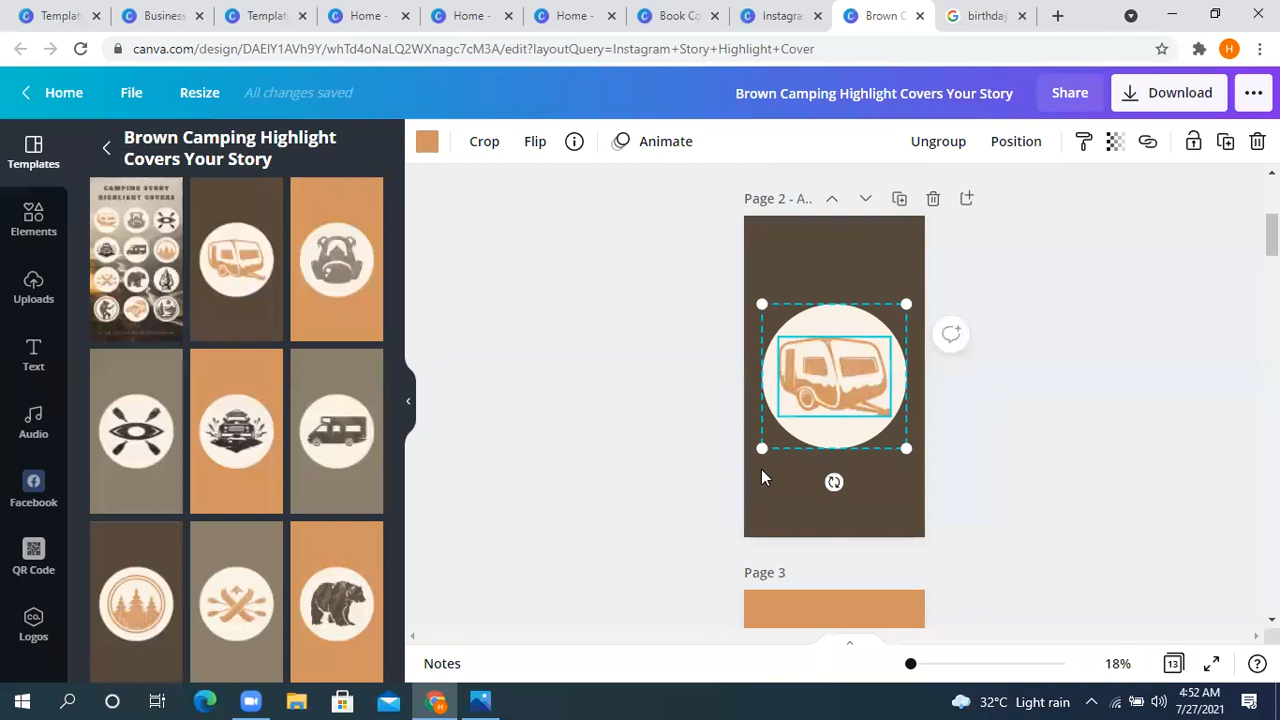 Templat
Business
Templat
Home -
Home -
Home -
Book Co
Instagra
Brown C
birthday
canva.com/design/DAEIY1AVh9Y/whTd4oNaLQ2WXnagc7cM3A/edit?layoutQuery=Instagram+Story+Highlight+Cover
H
Home
File
Resize
All changes saved
Brown Camping Highlight Covers Your Story
Share
Download
Templates
Elements
Uploads
Text
Audio
Facebook
QR Code
Logos
Brown Camping Highlight
Covers Your Story
CAMPING STORY
HIGHLIGHT COVERS
Crop
Flip
Animate
Ungroup
Position
Page 2 - A..
Page 3
Notes
18%
13
32°C Light rain
4:52 AM
7/27/2021